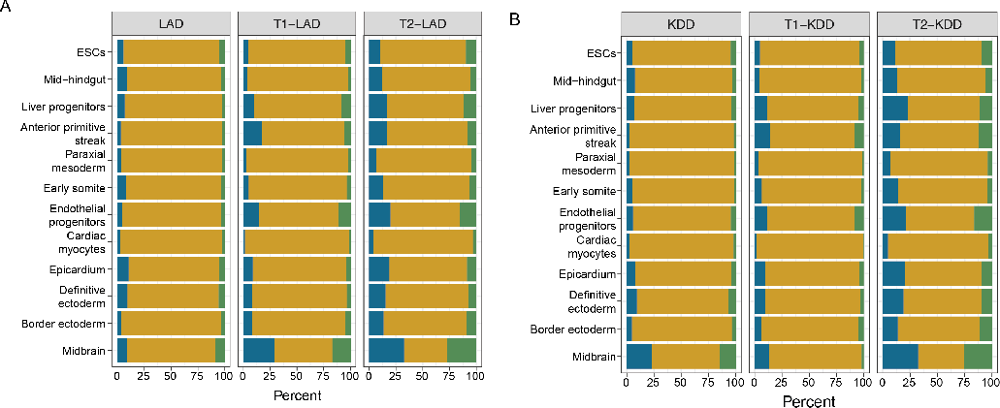 A
LAD
T1−LAD
T2−LAD
ESCs
Mid−hindgut
Liver progenitors
Anterior primitive
streak
Paraxial
mesoderm
Early somite
Endothelial
progenitors
Cardiac
myocytes
Epicardium
Definitive
ectoderm
Border ectoderm
Midbrain
0 25 50 75 100
0 25 50 75 100
0 25 50 75 100
Percent
B
KDD
T1−KDD
T2−KDD
ESCs
Mid−hindgut
Liver progenitors
Anterior primitive
streak
Paraxial
mesoderm
Early somite
Endothelial
progenitors
Cardiac
myocytes
Epicardium
Definitive
ectoderm
Border ectoderm
Midbrain
0 25 50 75 100
0 25 50 75 100
0 25 50 75 100
Percent